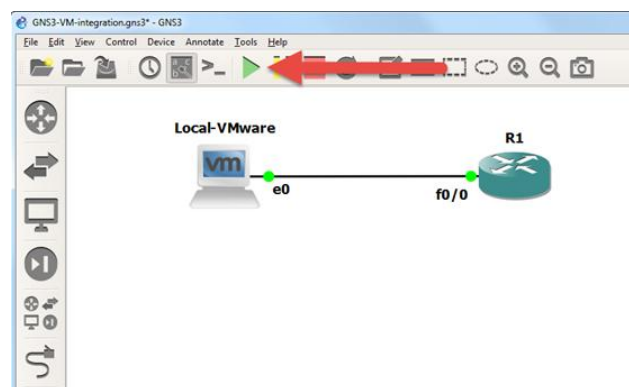 GNS3-VM-integration.gns3* - GNS3
File Edit View Control Device Annotate Tools Help
abc
>_
Local-VMware
R1
vm
e0
f0/0